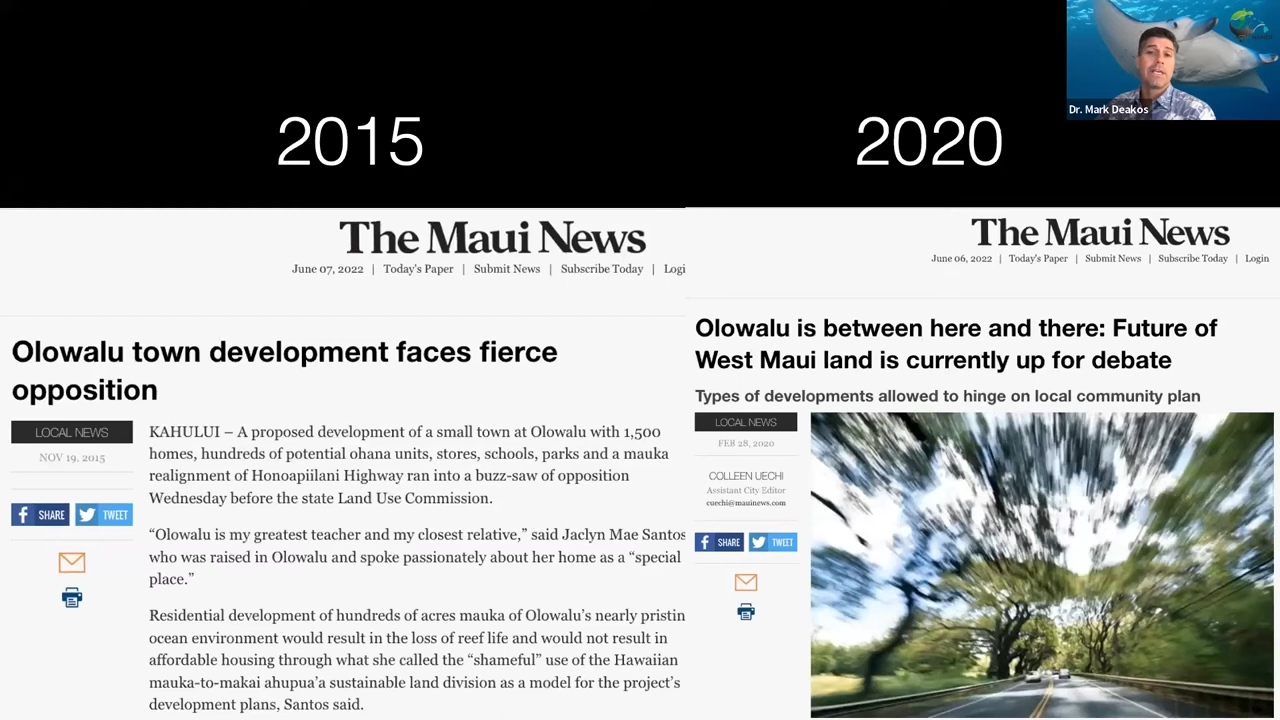 Dr. Mark Deakos
2015
2020
The Maui News
June 07, 2022 | Today's Paper | Submit News | Subscribe Today | Logi
Olowalu town development faces fierce
opposition
LOCAL NEWS
NOV 19, 2015
SHARE
TWEET
KAHULUI – A proposed development of a small town at Olowalu with 1,500
homes, hundreds of potential ohana units, stores, schools, parks and a mauka
realignment of Honoapiilani Highway ran into a buzz-saw of opposition
Wednesday before the state Land Use Commission.
“Olowalu is my greatest teacher and my closest relative,” said Jaclyn Mae Santos
who was raised in Olowalu and spoke passionately about her home as a “special
place.”
Residential development of hundreds of acres mauka of Olowalu’s nearly pristin
ocean environment would result in the loss of reef life and would not result in
affordable housing through what she called the “shameful” use of the Hawaiian
mauka-to-makai ahupua’a sustainable land division as a model for the project’s
development plans, Santos said.
The Maui News
June 06, 2022 | Today's Paper | Submit News | Subscribe Today | Login
Olowalu is between here and there: Future of
West Maui land is currently up for debate
Types of developments allowed to hinge on local community plan
LOCAL NEWS
FEB 28, 2020
COLLEEN UECHI
Assistant City Editor
cuechi@mauinews.com
SHARE
TWEET